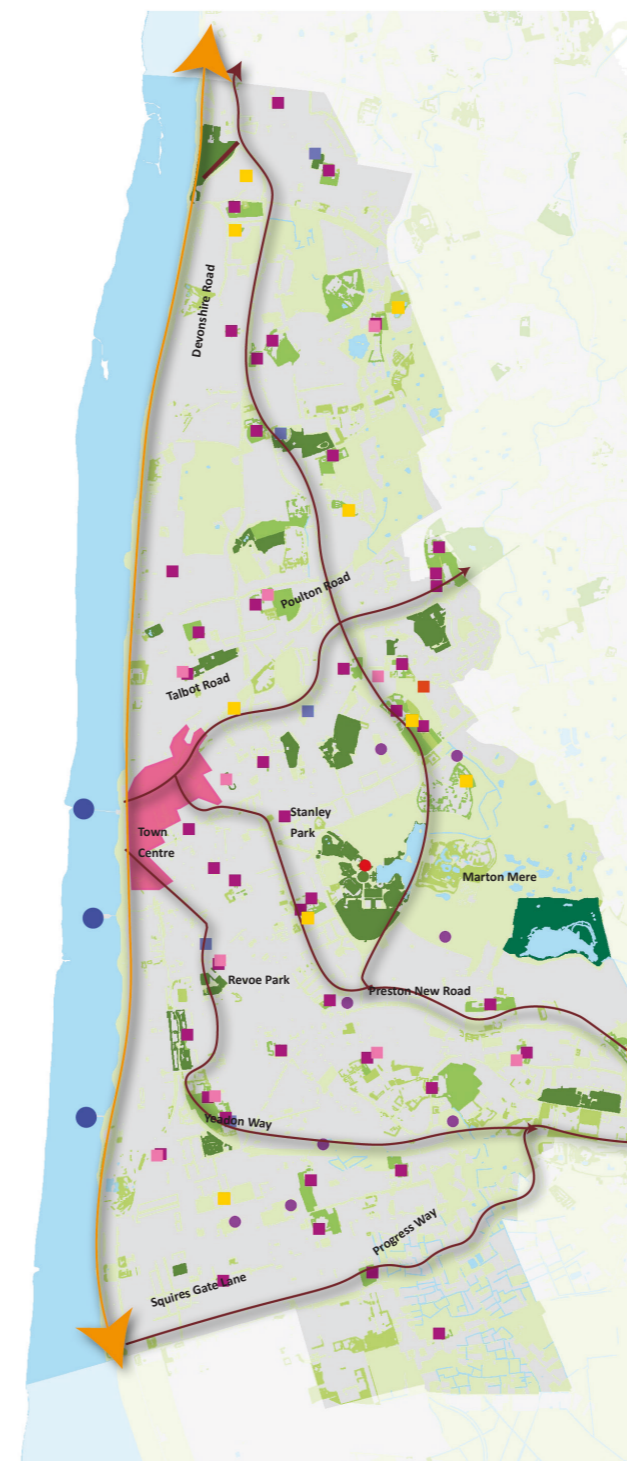 Devonshire Road
Poulton Road
Talbot Road
Stanley
Park
Town
Centre
Marton Mere
Revoe Park
Preston New Road
Yeadon Way
Progress Way
Squires Gate Lane